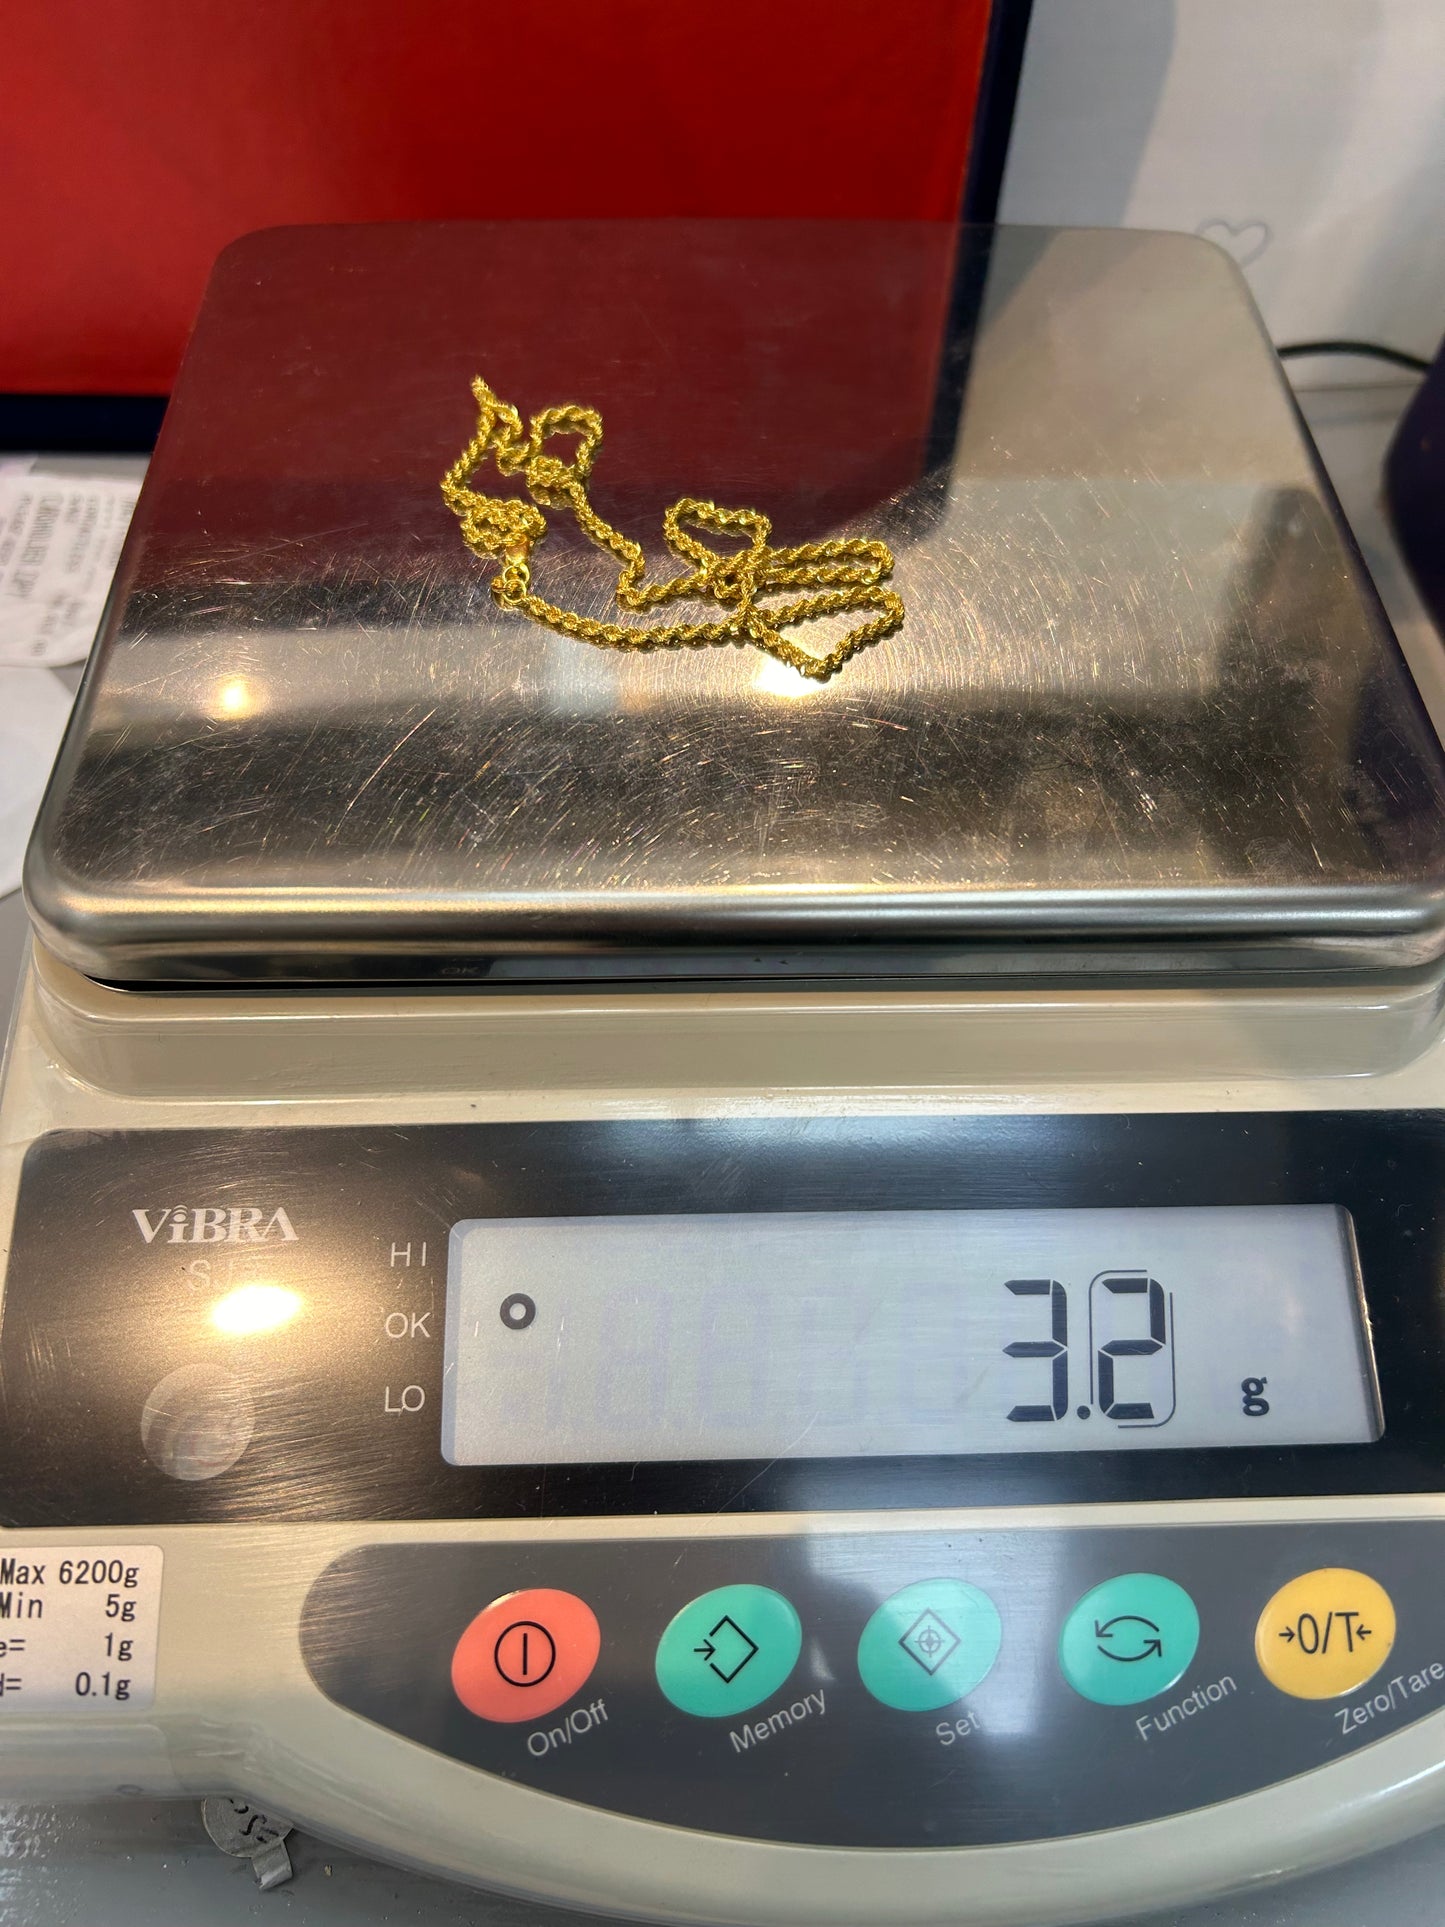 ViBRA
HI
OK
LO
3.2 g
Max 6200g
Min 5g
e= 1g
d= 0.1g
On/Off
Memory
Set
Function
→0/T←
Zero/Tare